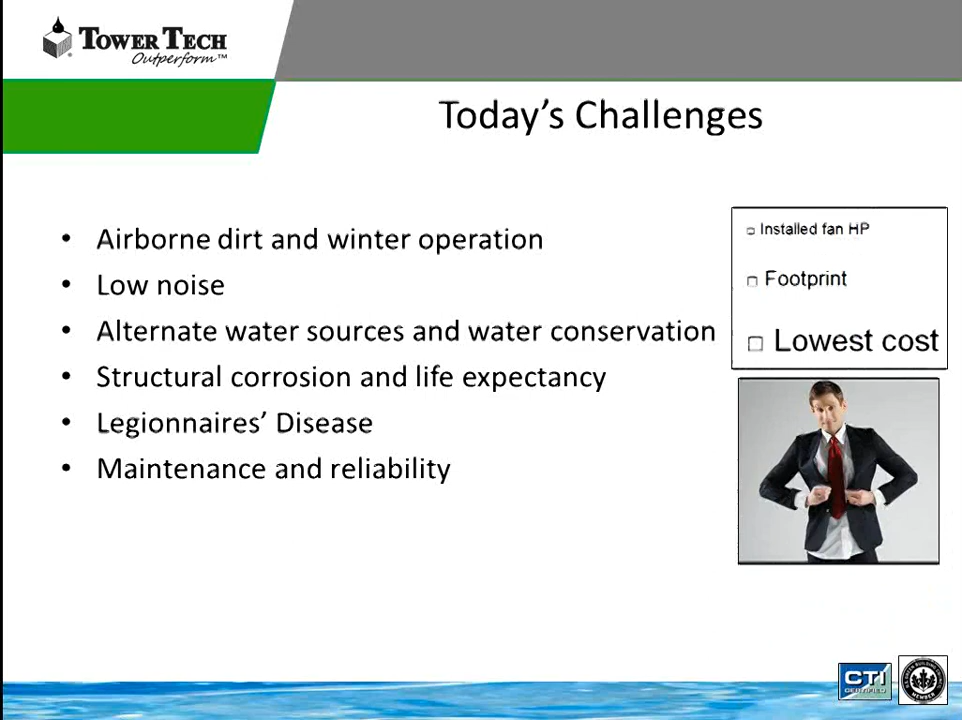 TOWER TECH
Outperform™
Today's Challenges
• Airborne dirt and winter operation
• Low noise
• Alternate water sources and water conservation
• Structural corrosion and life expectancy
• Legionnaires' Disease
• Maintenance and reliability
□ Installed fan HP
□ Footprint
□ Lowest cost
CTI
CERTIFIED
MEMBER